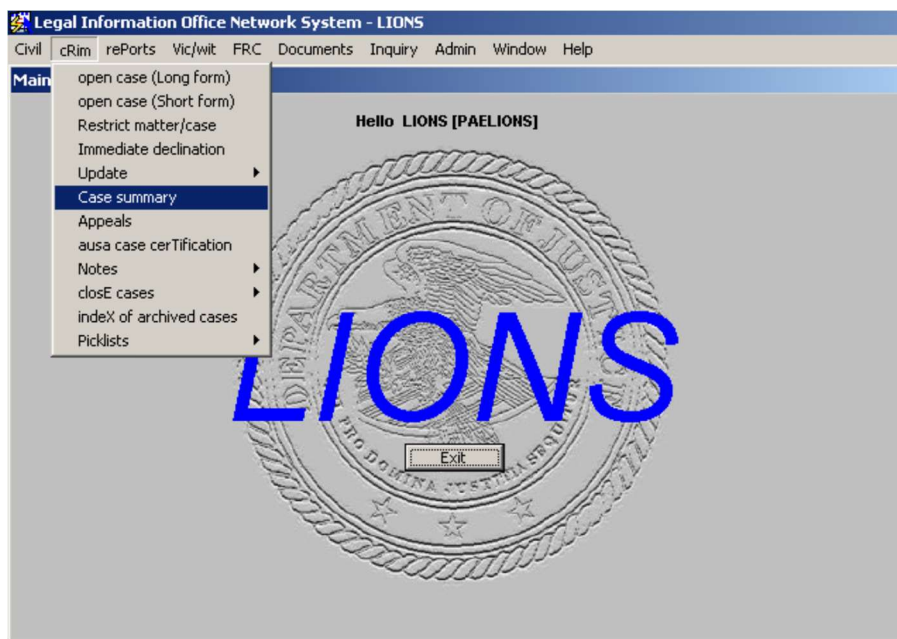 Legal Information Office Network System - LIONS
Civil cRim rePorts Vic/wit FRC Documents Inquiry Admin Window Help
Main
open case (Long form)
open case (Short form)
Restrict matter/case
Immediate declination
Update
Case summary
Appeals
ausa case cerTification
Notes
closE cases
indeX of archived cases
Picklists
Hello LIONS [PAELIONS]
DEPARTMENT OF JUSTICE
LIONS
Exit
PRO DOMINA JUSTITIA SEQUITUR